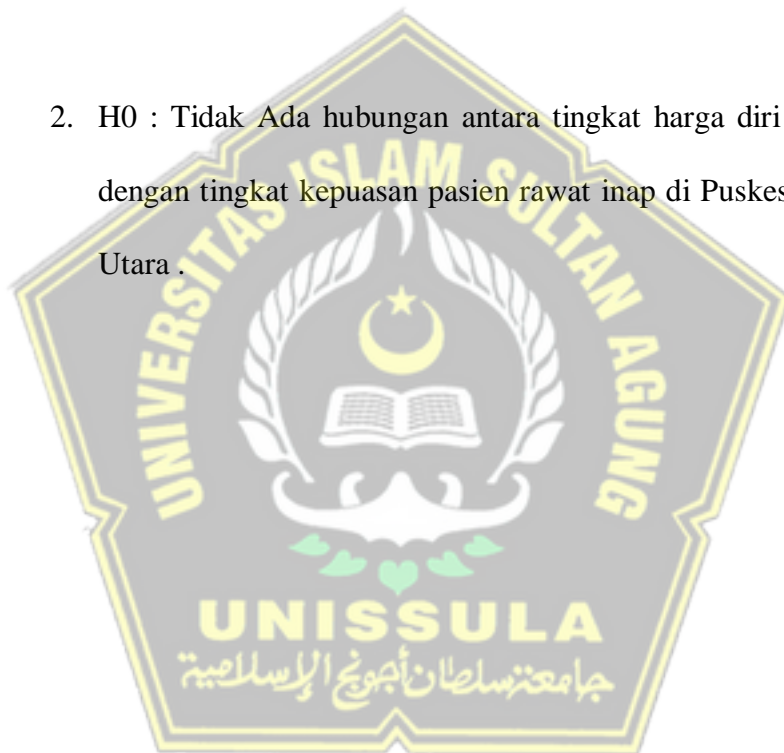 2. H0 : Tidak Ada hubungan antara tingkat harga diri
dengan tingkat kepuasan pasien rawat inap di
Utara .
UNIVERSITAS ISLAM SULTAN AGUNG
UNISSULA
جامعة سلطان أجونج الإسلامية